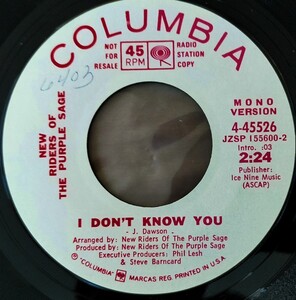 COLUMBIA
NOT FOR RESALE
45 RPM
RADIO STATION COPY
6403
NEW RIDERS OF THE PURPLE SAGE
MONO VERSION
4-45526
JZSP 155600-2
Intro. :03
2:24
Publisher:
Ice Nine Music
(ASCAP)
I DON'T KNOW YOU
- J. Dawson -
Arranged by: New Riders Of The Purple Sage
Produced by: New Riders Of The Purple Sage
Executive Producers: Phil Lesh
& Steve Barncard
® "COLUMBIA" MARCAS REG. PRINTED IN U.S.A.